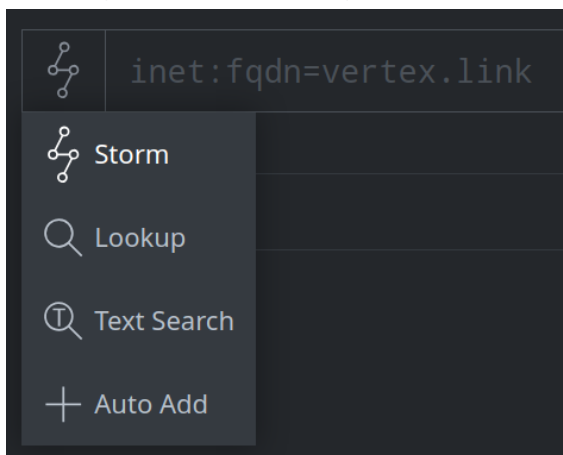 inet:fqdn=vertex.link
Storm
Lookup
Text Search
Auto Add